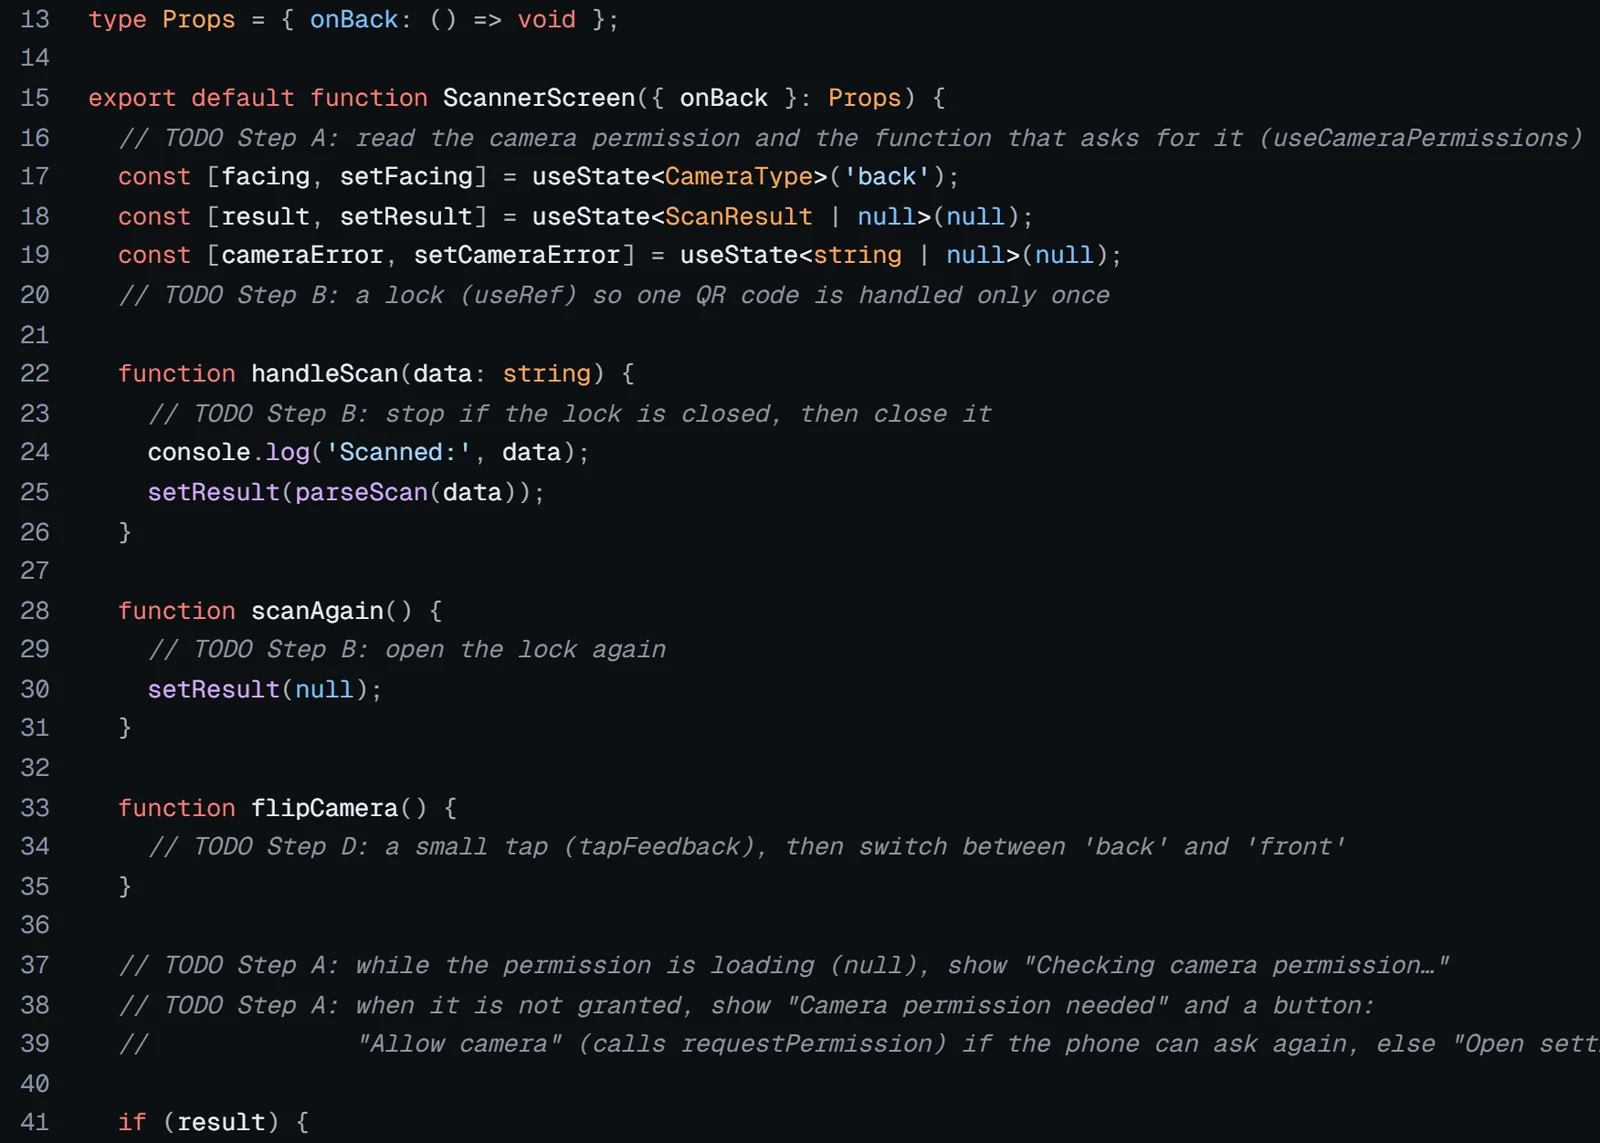 13 type Props = { onBack: () => void };
14
15 export default function ScannerScreen({ onBack }: Props) {
16   // TODO Step A: read the camera permission and the function that asks for it (useCameraPermissions)
17   const [facing, setFacing] = useState<CameraType>('back');
18   const [result, setResult] = useState<ScanResult | null>(null);
19   const [cameraError, setCameraError] = useState<string | null>(null);
20   // TODO Step B: a lock (useRef) so one QR code is handled only once
21
22   function handleScan(data: string) {
23     // TODO Step B: stop if the lock is closed, then close it
24     console.log('Scanned:', data);
25     setResult(parseScan(data));
26   }
27
28   function scanAgain() {
29     // TODO Step B: open the lock again
30     setResult(null);
31   }
32
33   function flipCamera() {
34     // TODO Step D: a small tap (tapFeedback), then switch between 'back' and 'front'
35   }
36
37   // TODO Step A: while the permission is loading (null), show "Checking camera permission…"
38   // TODO Step A: when it is not granted, show "Camera permission needed" and a button:
39   //              "Allow camera" (calls requestPermission) if the phone can ask again, else "Open
40
41   if (result) {